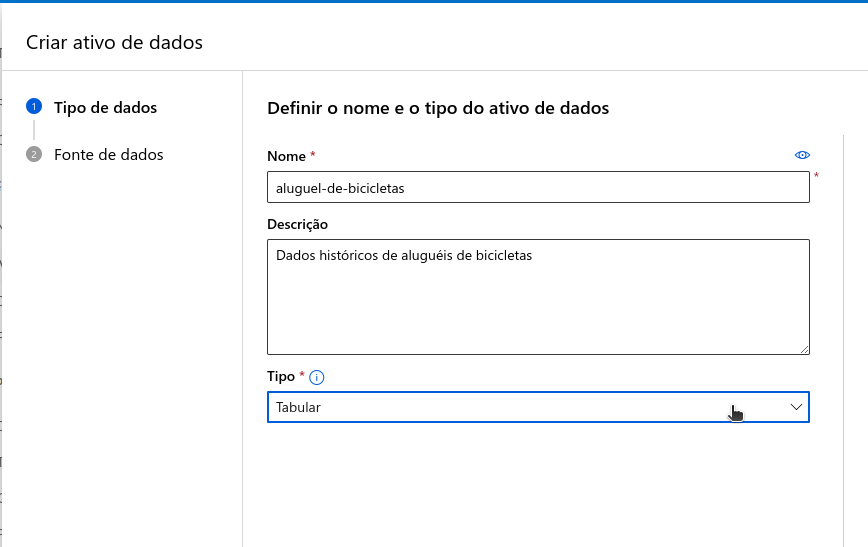 Criar ativo de dados
1 Tipo de dados
2 Fonte de dados
Definir o nome e o tipo do ativo de dados
Nome *
aluguel-de-bicicletas *
Descrição
Dados históricos de aluguéis de bicicletas
Tipo *
Tabular